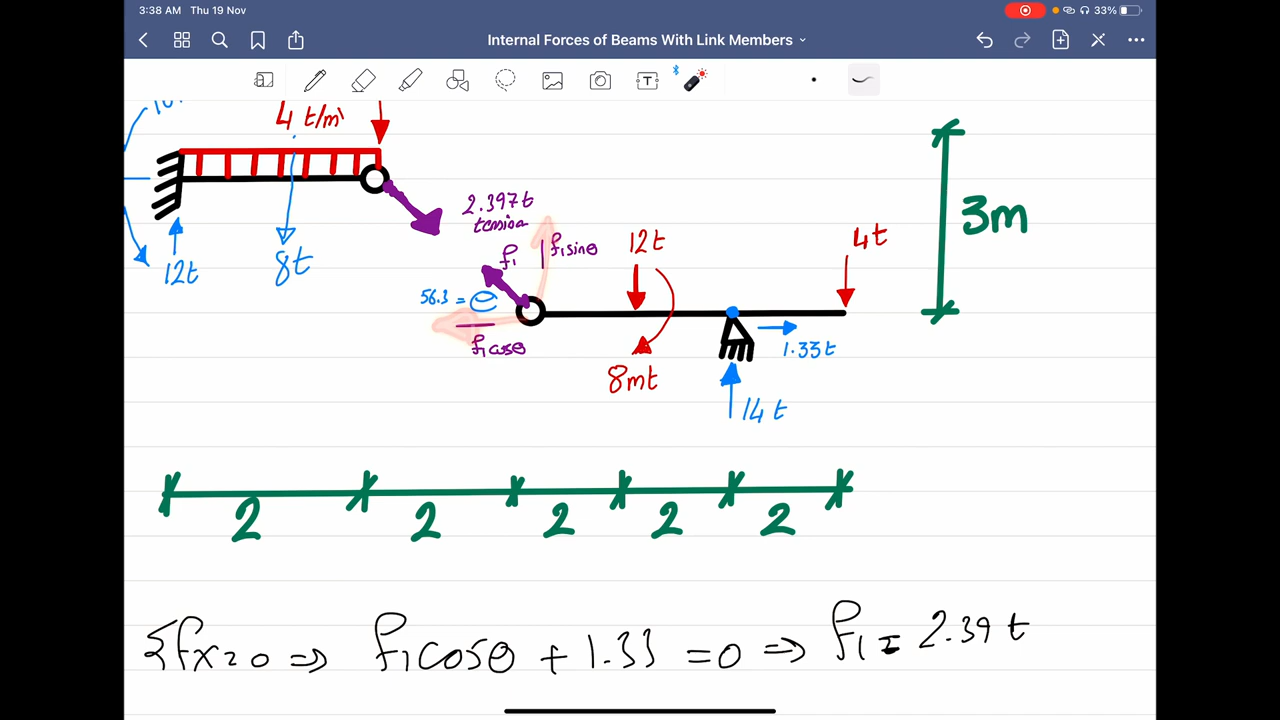 3:38 AM Thu 19 Nov
33%
Internal Forces of Beams With Link Members
T
4 t/m'
3m
2.397t
tension
12t
4t
f1
f1sinθ
12t
8t
56.3 = θ
f1cosθ
1.33t
8mt
14t
2 2 2 2 2
Σfx=0 ⇒ f1cosθ + 1.33 = 0 ⇒ f1 = 2.39 t